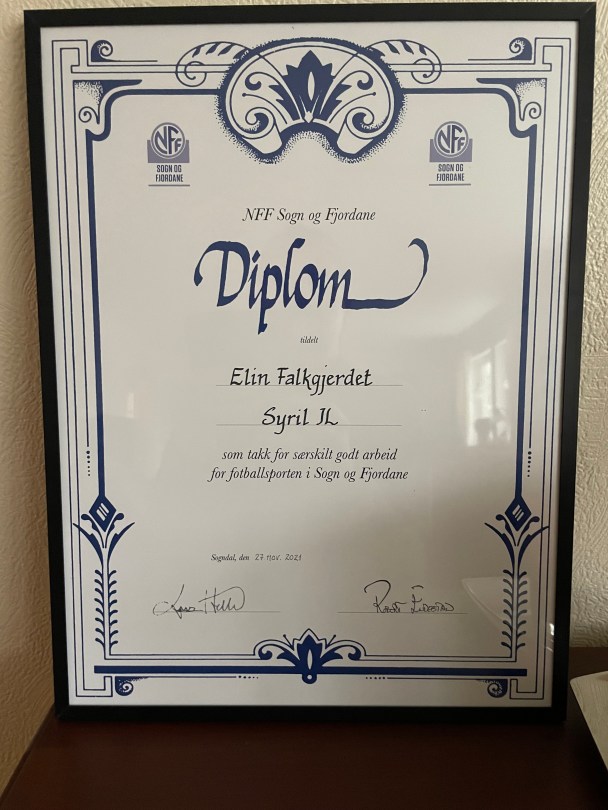 NFF
SOGN OG
FJORDANE
NFF
SOGN OG
FJORDANE
NFF Sogn og Fjordane
Diplom
tildelt
Elin Falkgjerdet
Syril IL
som takk for særskilt godt arbeid
for fotballsporten i Sogn og Fjordane
Sogndal, den 27 nov. 2021